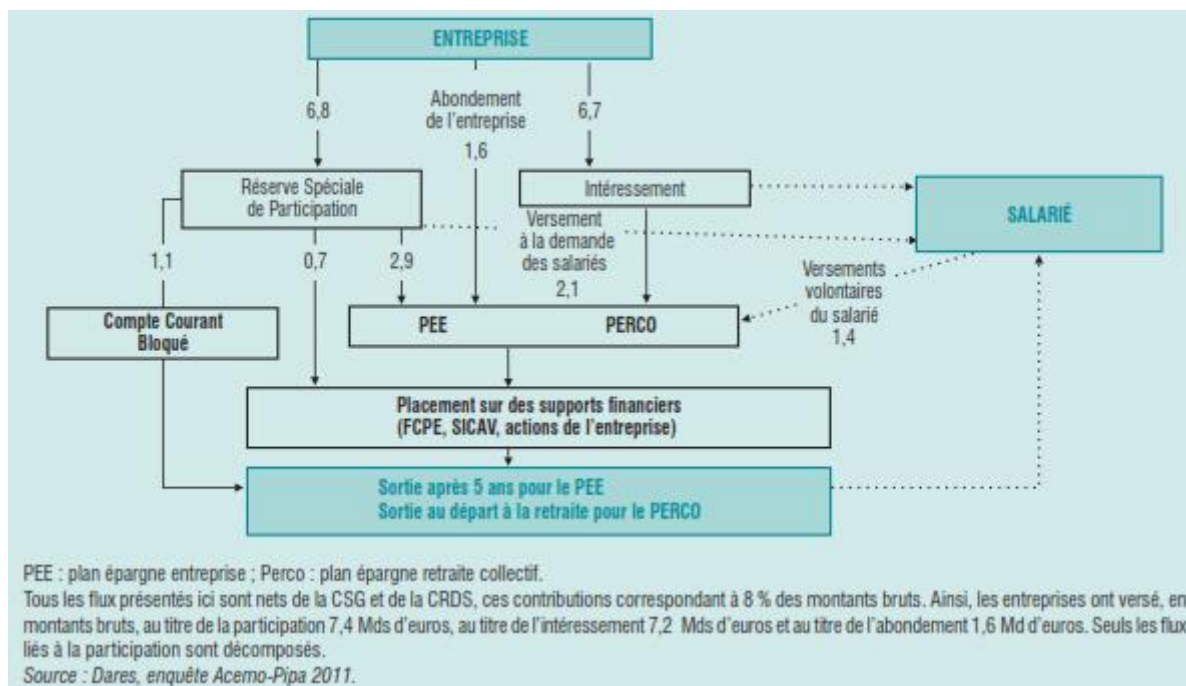 ENTREPRISE
6,8
Abondement
de l'entreprise
1,6
6,7
Réserve Spéciale
de Participation
Intéressement
SALARIÉ
Versement
à la demande
des salariés
2,1
1,1
0,7
2,9
Versements
volontaires
du salarié
1,4
Compte Courant
Bloqué
PEE PERCO
Placement sur des supports financiers
(FCPE, SICAV, actions de l'entreprise)
Sortie après 5 ans pour le PEE
Sortie au départ à la retraite pour le PERCO
PEE : plan épargne entreprise ; Perco : plan épargne retraite collectif.
Tous les flux présentés ici sont nets de la CSG et de la CRDS, ces contributions correspondant à 8 % des montants bruts. Ainsi, les entreprises ont versé, en
montants bruts, au titre de la participation 7,4 Mds d'euros, au titre de l'intéressement 7,2 Mds d'euros et au titre de l'abondement 1,6 Md d'euros. Seuls les flux
liés à la participation sont décomposés.
Source : Dares, enquête Acemo-Pipa 2011.